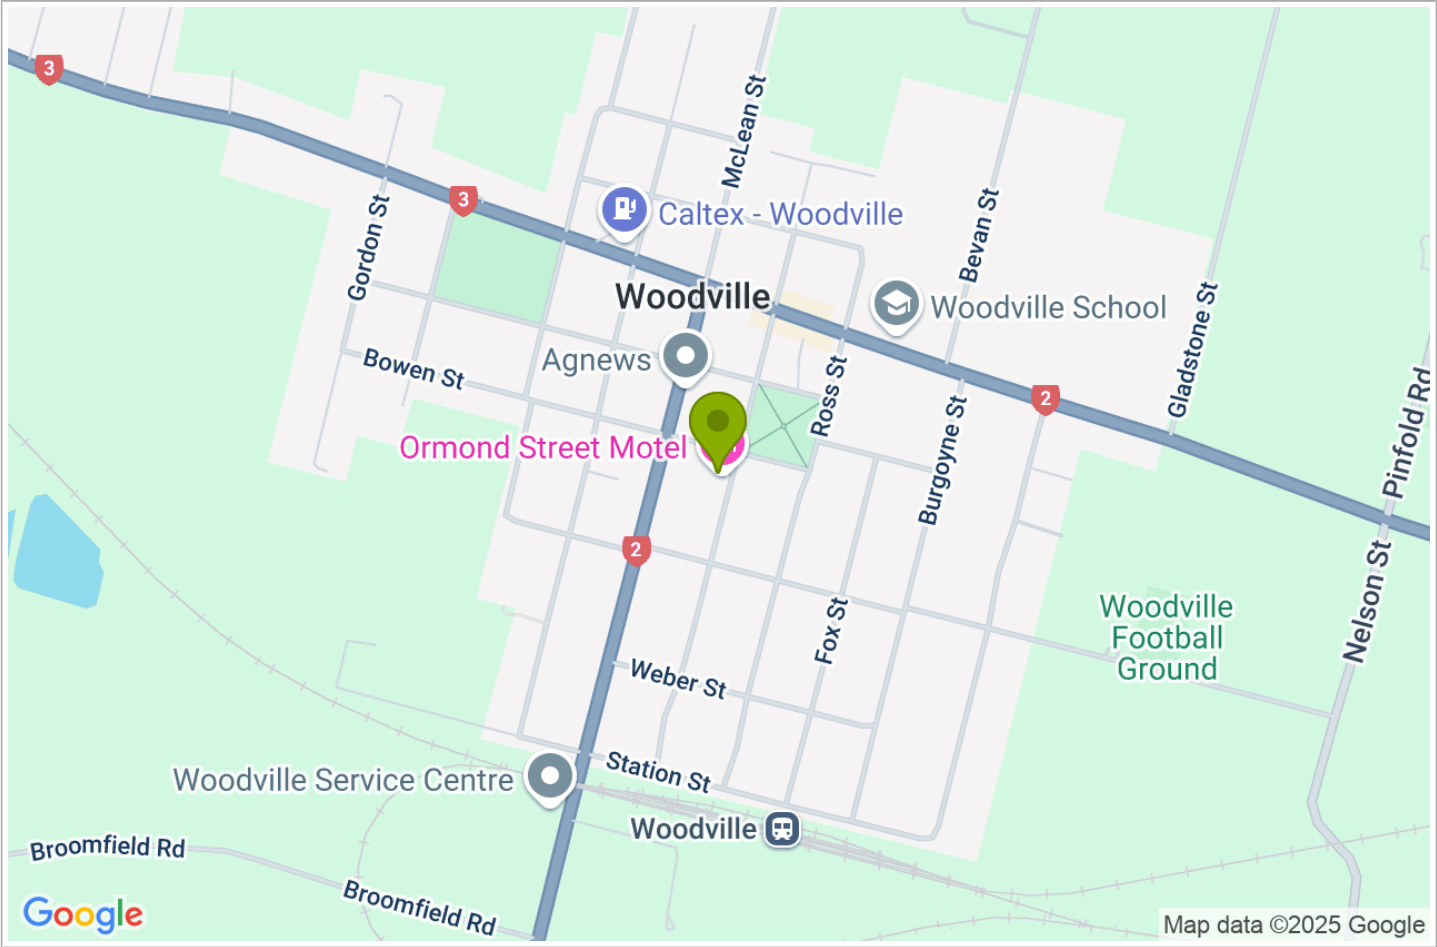 3
McLean St
3
Caltex - Woodville
Gordon St
Bevan St
Woodville
Woodville School
Gladstone St
Agnews
Bowen St
Ross St
2
Pinfold Rd
Burgoyne St
Ormond Street Motel
2
Nelson St
Woodville
Football
Ground
Fox St
Weber St
Station St
Woodville Service Centre
Woodville
Broomfield Rd
Broomfield Rd
Google
Map data ©2025 Google